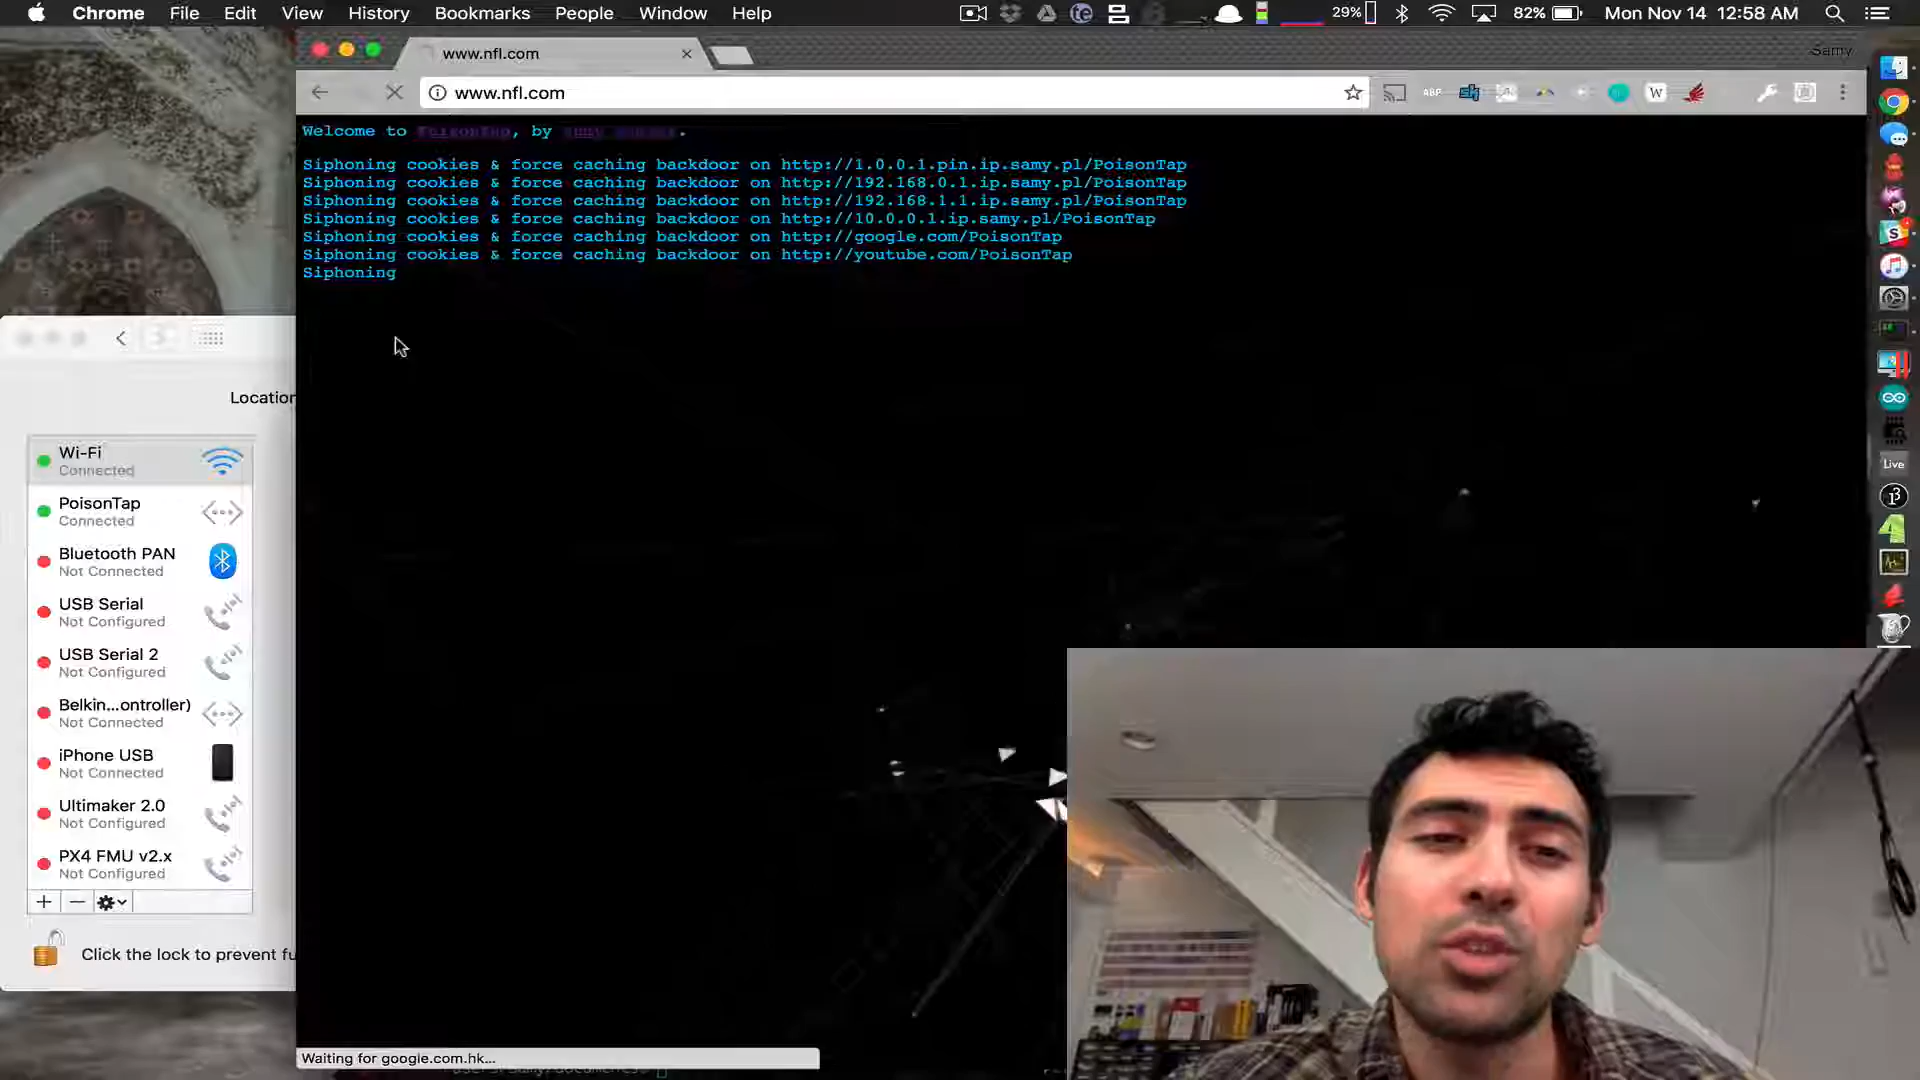 Chrome File Edit View History Bookmarks People Window Help
29% 82% Mon Nov 14 12:58 AM
www.nfl.com
Samy
www.nfl.com
ABP
W
Welcome to PoisonTap, by samy kamkar.
Siphoning cookies & force caching backdoor on http://1.0.0.1.pin.ip.samy.pl/PoisonTap
Siphoning cookies & force caching backdoor on http://192.168.0.1.ip.samy.pl/PoisonTap
Siphoning cookies & force caching backdoor on http://192.168.1.1.ip.samy.pl/PoisonTap
Siphoning cookies & force caching backdoor on http://10.0.0.1.ip.samy.pl/PoisonTap
Siphoning cookies & force caching backdoor on http://google.com/PoisonTap
Siphoning cookies & force caching backdoor on http://youtube.com/PoisonTap
Siphoning
Location
Wi-Fi
Connected
PoisonTap
Connected
Bluetooth PAN
Not Connected
USB Serial
Not Configured
USB Serial 2
Not Configured
Belkin...ontroller)
Not Connected
iPhone USB
Not Connected
Ultimaker 2.0
Not Configured
PX4 FMU v2.x
Not Configured
Click the lock to prevent fu
Live
Waiting for google.com.hk...